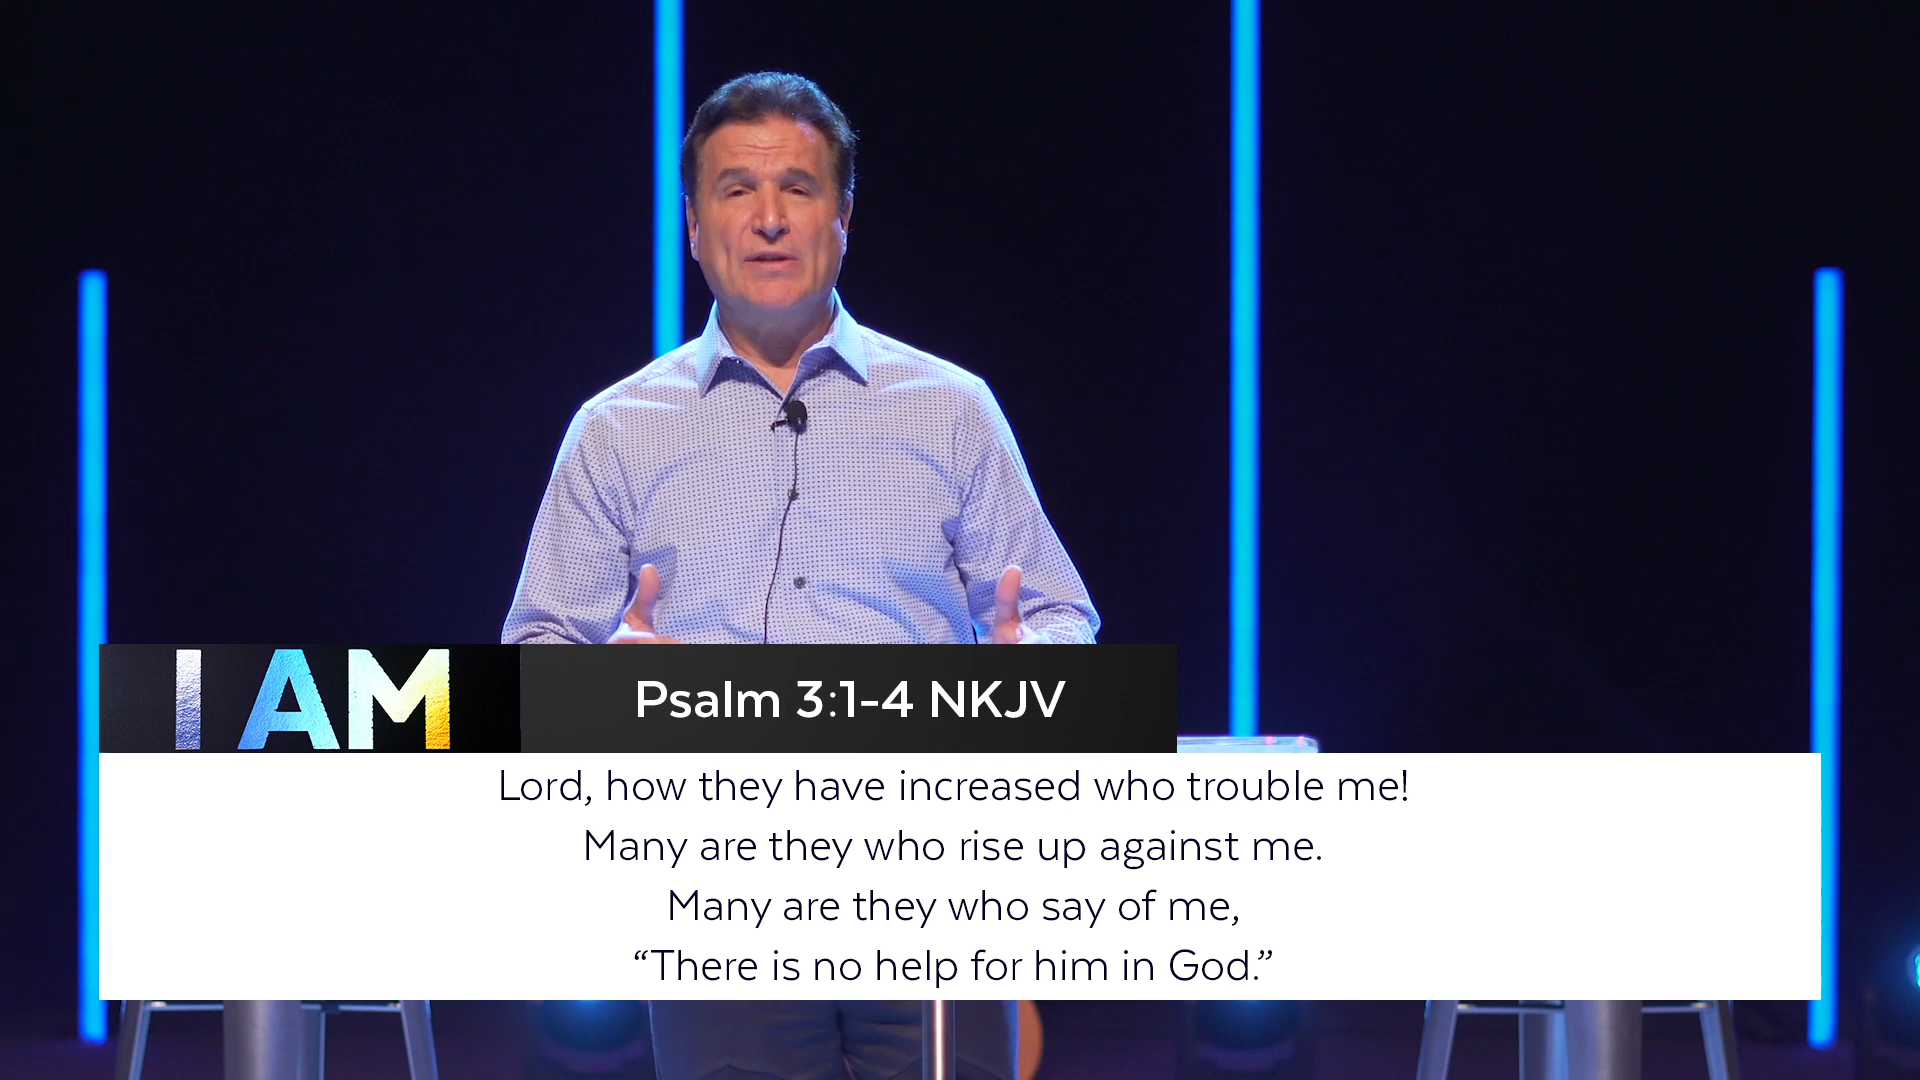 I AM
Psalm 3:1-4 NKJV
Lord, how they have increased who trouble me!
Many are they who rise up against me.
Many are they who say of me,
“There is no help for him in God.”